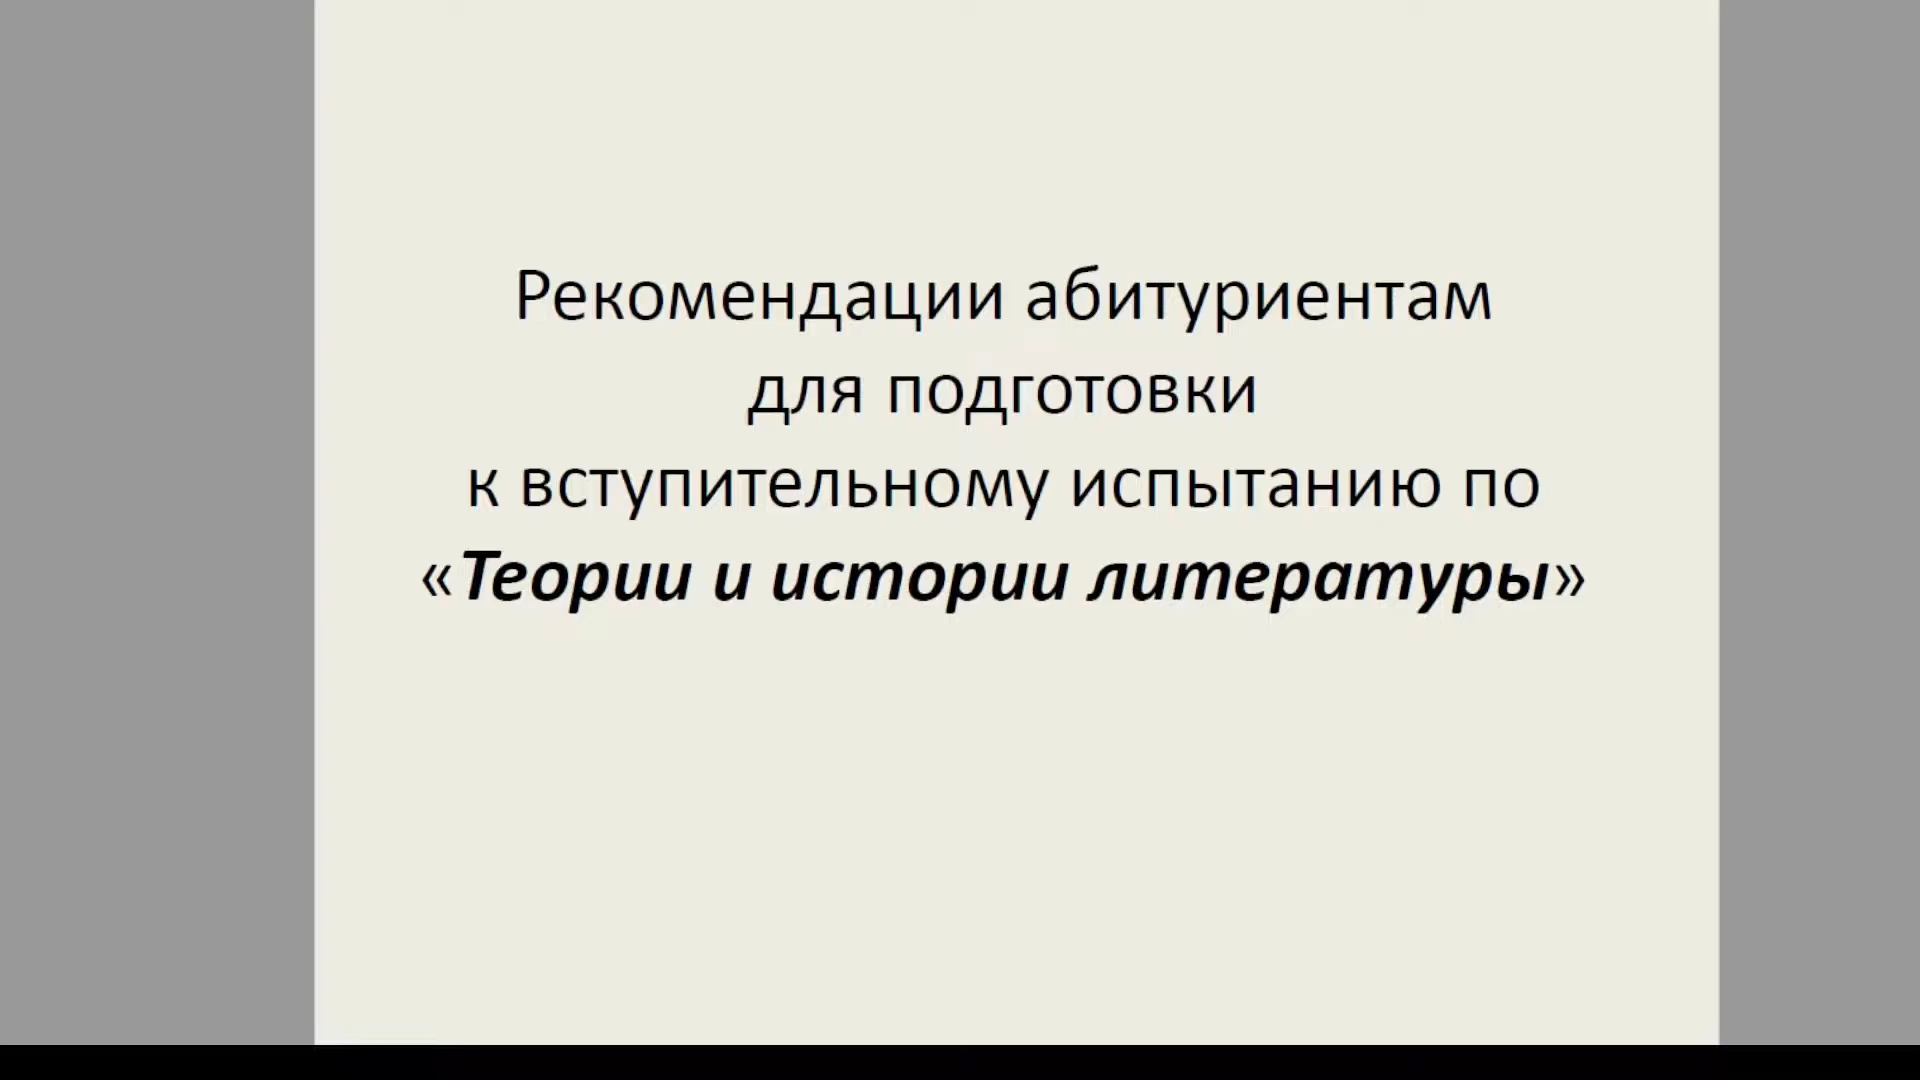 Рекомендации абитуриентам
для подготовки
к вступительному испытанию по
«Теории и истории литературы»